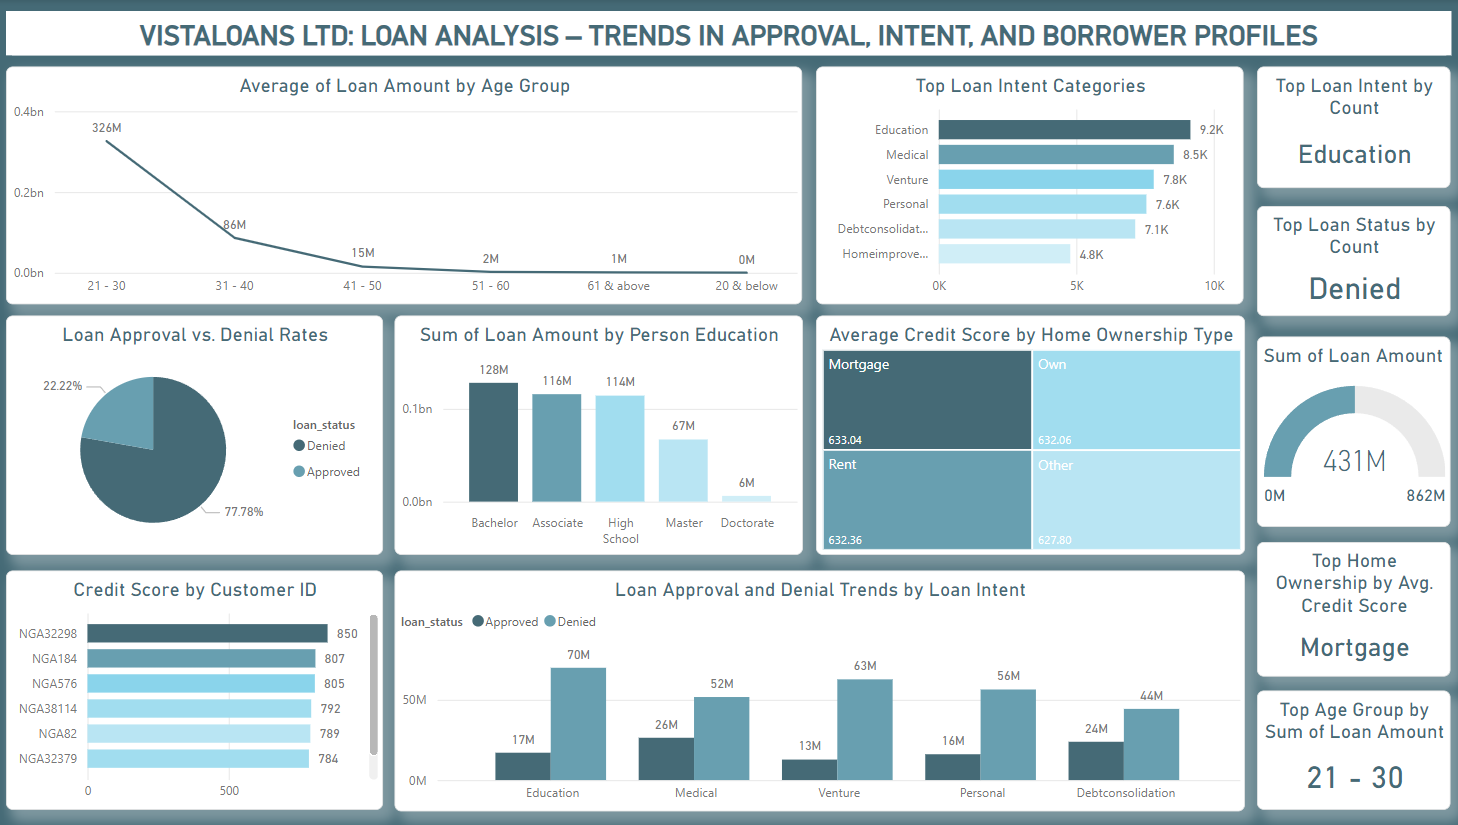 VISTALOANS LTD: LOAN ANALYSIS – TRENDS IN APPROVAL, INTENT, AND BORROWER PROFILES
Average of Loan Amount by Age Group
0.4bn
0.2bn
0.0bn
326M
86M
15M
2M
1M
0M
21 - 30
31 - 40
41 - 50
51 - 60
61 & above
20 & below
Top Loan Intent Categories
Education
9.2K
Medical
8.5K
Venture
7.8K
Personal
7.6K
Debtconsolidat...
7.1K
Homeimprove...
4.8K
0K
5K
10K
Top Loan Intent by
Count
Education
Top Loan Status by
Count
Denied
Loan Approval vs. Denial Rates
22.22%
77.78%
loan_status
Denied
Approved
Sum of Loan Amount by Person Education
0.1bn
0.0bn
128M
116M
114M
67M
6M
Bachelor
Associate
High
School
Master
Doctorate
Average Credit Score by Home Ownership Type
Mortgage
633.04
Own
632.06
Rent
632.36
Other
627.80
Sum of Loan Amount
431M
0M
862M
Credit Score by Customer ID
NGA32298
850
NGA184
807
NGA576
805
NGA38114
792
NGA82
789
NGA32379
784
0
500
Loan Approval and Denial Trends by Loan Intent
loan_status
Approved
Denied
50M
0M
17M
70M
26M
52M
13M
63M
16M
56M
24M
44M
Education
Medical
Venture
Personal
Debtconsolidation
Top Home
Ownership by Avg.
Credit Score
Mortgage
Top Age Group by
Sum of Loan Amount
21 - 30